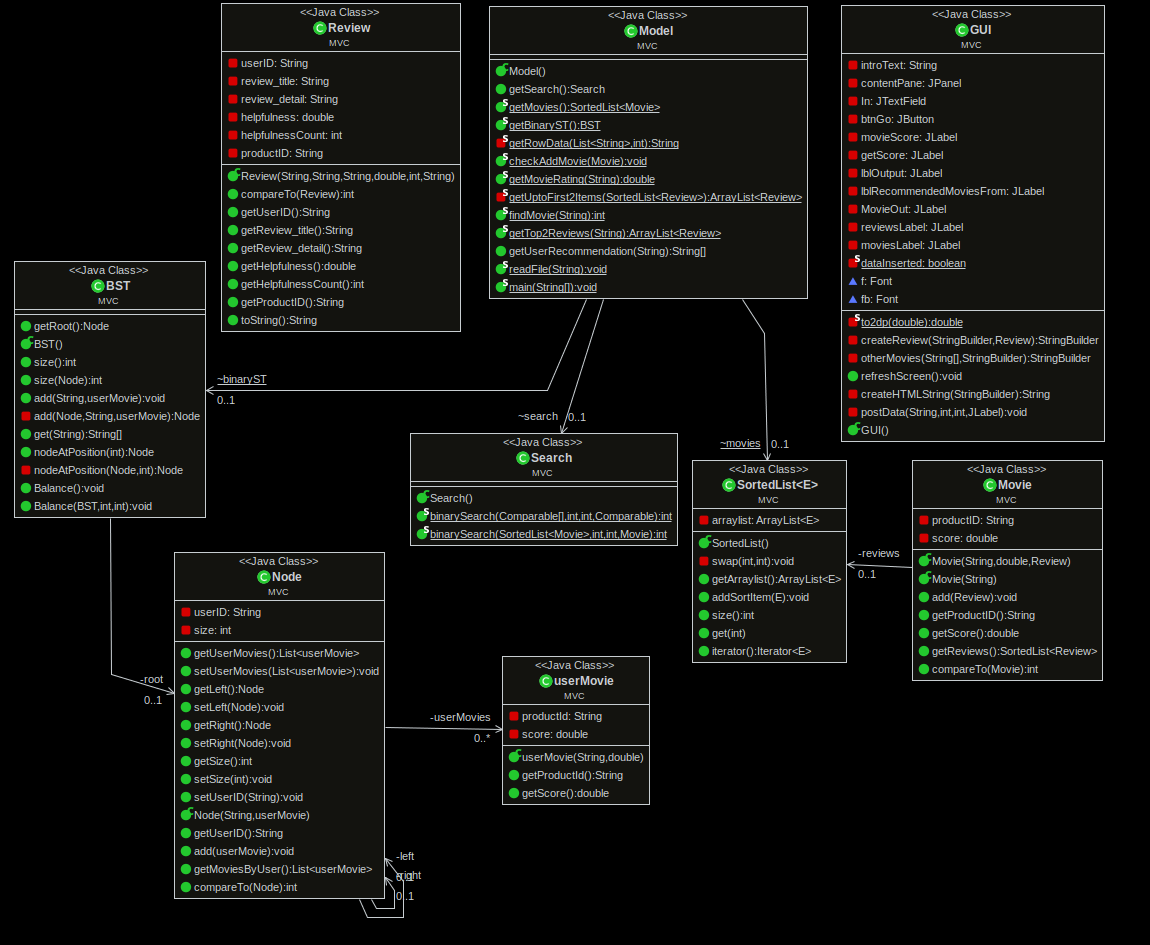 <<Java Class>>
Review
MVC
userID: String
review_title: String
review_detail: String
helpfulness: double
helpfulnessCount: int
productID: String
Review(String,String,String,double,int,String)
compareTo(Review):int
getUserID():String
getReview_title():String
getReview_detail():String
getHelpfulness():double
getHelpfulnessCount():int
getProductID():String
toString():String
<<Java Class>>
Model
MVC
Model()
getSearch():Search
getMovies():SortedList<Movie>
getBinaryST():BST
getRowData(List<String>,int):String
checkAddMovie(Movie):void
getMovieRating(String):double
getUptoFirst2Items(SortedList<Review>):ArrayList<Review>
findMovie(String):int
getTop2Reviews(String):ArrayList<Review>
getUserRecommendation(String):String[]
readFile(String):void
main(String[]):void
<<Java Class>>
GUI
MVC
introText: String
contentPane: JPanel
In: JTextField
btnGo: JButton
movieScore: JLabel
getScore: JLabel
lblOutput: JLabel
lblRecommendedMoviesFrom: JLabel
MovieOut: JLabel
reviewsLabel: JLabel
moviesLabel: JLabel
dataInserted: boolean
f: Font
fb: Font
to2dp(double):double
createReview(StringBuilder,Review):StringBuilder
otherMovies(String[],StringBuilder):StringBuilder
refreshScreen():void
createHTMLString(StringBuilder):String
postData(String,int,int,JLabel):void
GUI()
<<Java Class>>
BST
MVC
getRoot():Node
BST()
size():int
size(Node):int
add(String,userMovie):void
add(Node,String,userMovie):Node
get(String):String[]
nodeAtPosition(int):Node
nodeAtPosition(Node,int):Node
Balance():void
Balance(BST,int,int):void
~binaryST
0..1
~search
0..1
~movies
0..1
<<Java Class>>
Search
MVC
Search()
binarySearch(Comparable[],int,int,Comparable):int
binarySearch(SortedList<Movie>,int,int,Movie):int
<<Java Class>>
SortedList<E>
MVC
arraylist: ArrayList<E>
SortedList()
swap(int,int):void
getArraylist():ArrayList<E>
addSortItem(E):void
size():int
get(int)
iterator():Iterator<E>
-reviews
0..1
<<Java Class>>
Movie
MVC
productID: String
score: double
Movie(String,double,Review)
Movie(String)
add(Review):void
getProductID():String
getScore():double
getReviews():SortedList<Review>
compareTo(Movie):int
-root
0..1
<<Java Class>>
Node
MVC
userID: String
size: int
getUserMovies():List<userMovie>
setUserMovies(List<userMovie>):void
getLeft():Node
setLeft(Node):void
getRight():Node
setRight(Node):void
getSize():int
setSize(int):void
setUserID(String):void
Node(String,userMovie)
getUserID():String
add(userMovie):void
getMoviesByUser():List<userMovie>
compareTo(Node):int
-userMovies
0..*
<<Java Class>>
userMovie
MVC
productId: String
score: double
userMovie(String,double)
getProductId():String
getScore():double
-left
0..1
-right
0..1